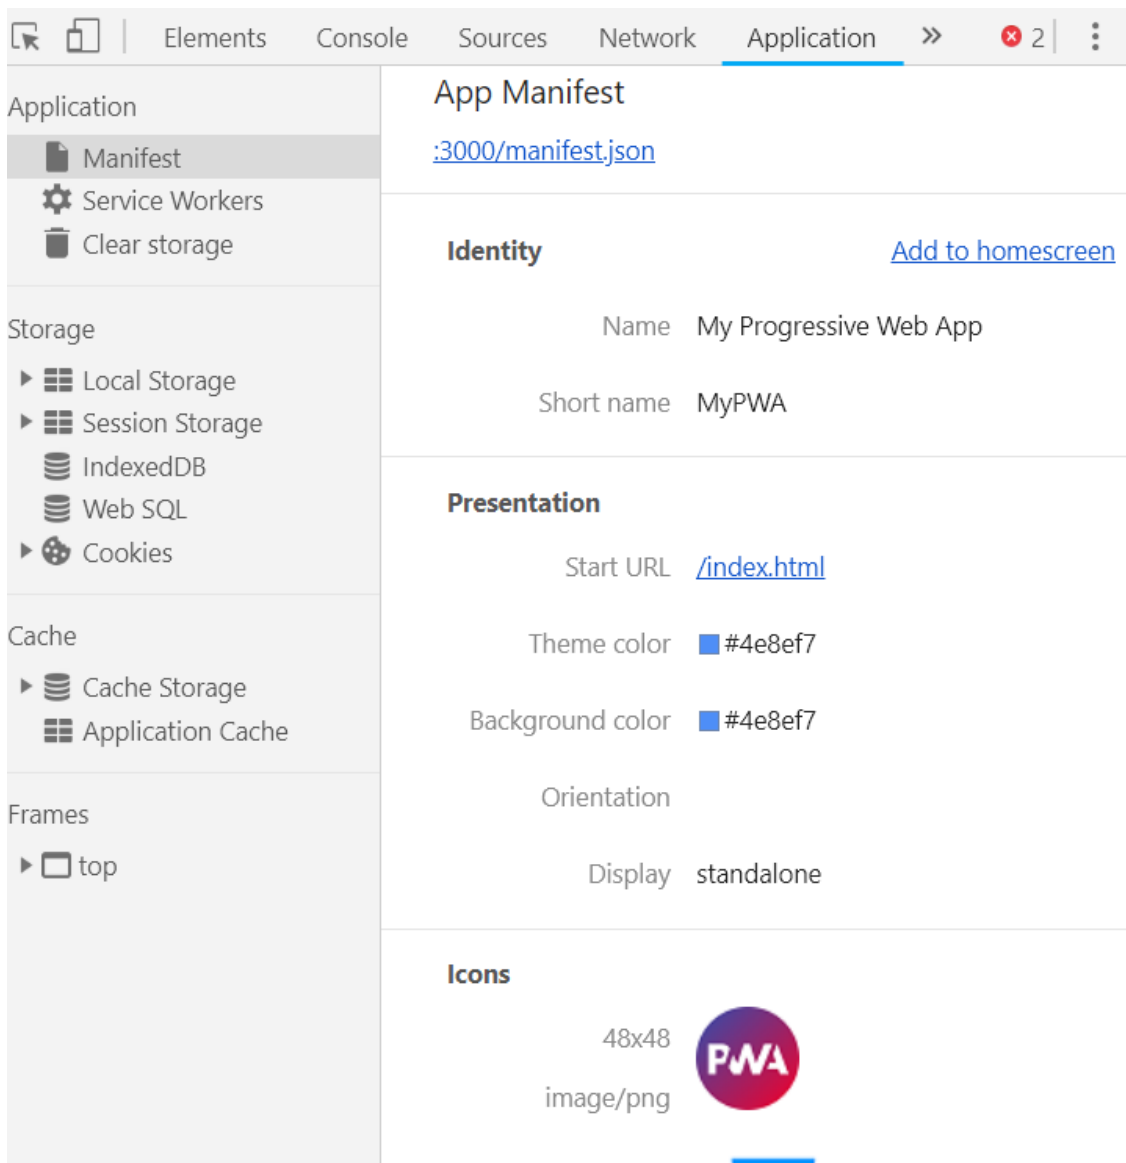 Elements Console Sources Network Application » 2
Application
Manifest
Service Workers
Clear storage
Storage
Local Storage
Session Storage
IndexedDB
Web SQL
Cookies
Cache
Cache Storage
Application Cache
Frames
top
App Manifest
:3000/manifest.json
Identity Add to homescreen
Name My Progressive Web App
Short name MyPWA
Presentation
Start URL /index.html
Theme color #4e8ef7
Background color #4e8ef7
Orientation
Display standalone
Icons
48x48
PWA
image/png